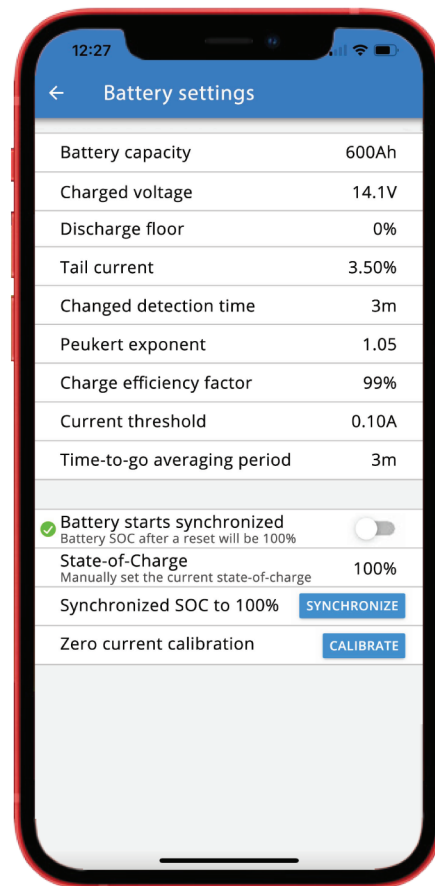 12:27
Battery settings
Battery capacity 600Ah
Charged voltage 14.1V
Discharge floor 0%
Tail current 3.50%
Changed detection time 3m
Peukert exponent 1.05
Charge efficiency factor 99%
Current threshold 0.10A
Time-to-go averaging period 3m
Battery starts synchronized
Battery SOC after a reset will be 100%
State-of-Charge 100%
Manually set the current state-of-charge
Synchronized SOC to 100% SYNCHRONIZE
Zero current calibration CALIBRATE